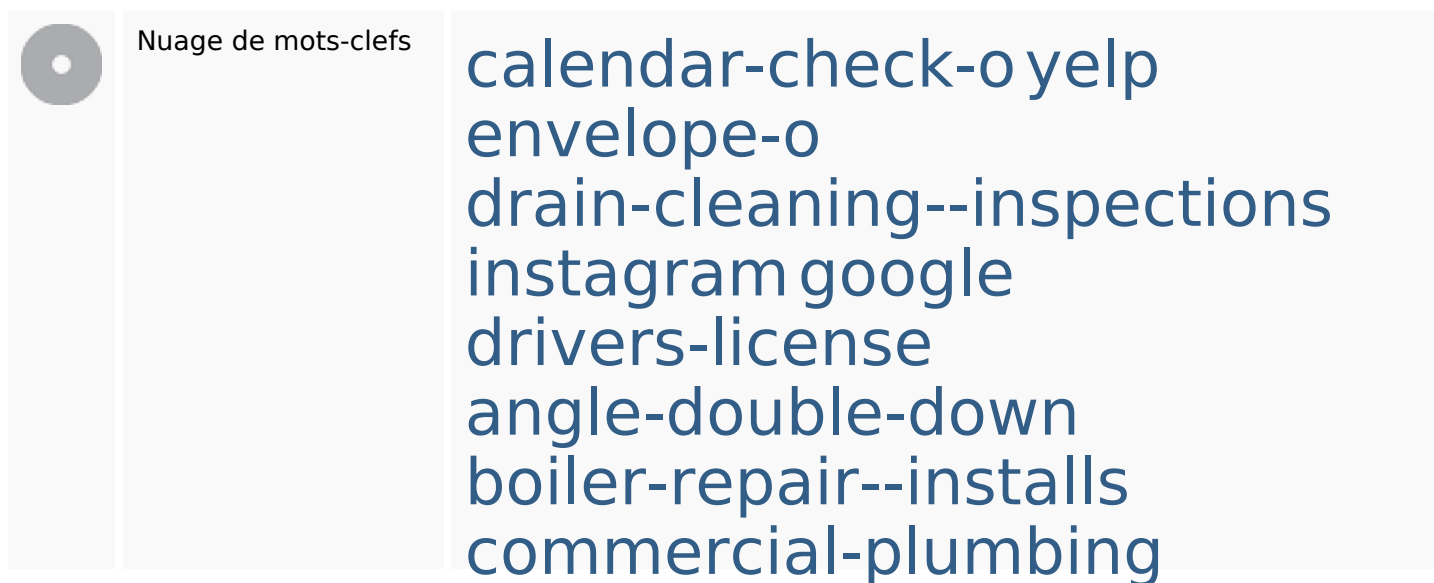 Nuage de mots-clefs
calendar-check-o yelp
envelope-o
drain-cleaning--inspections
instagram google
drivers-license
angle-double-down
boiler-repair--installs
commercial-plumbing